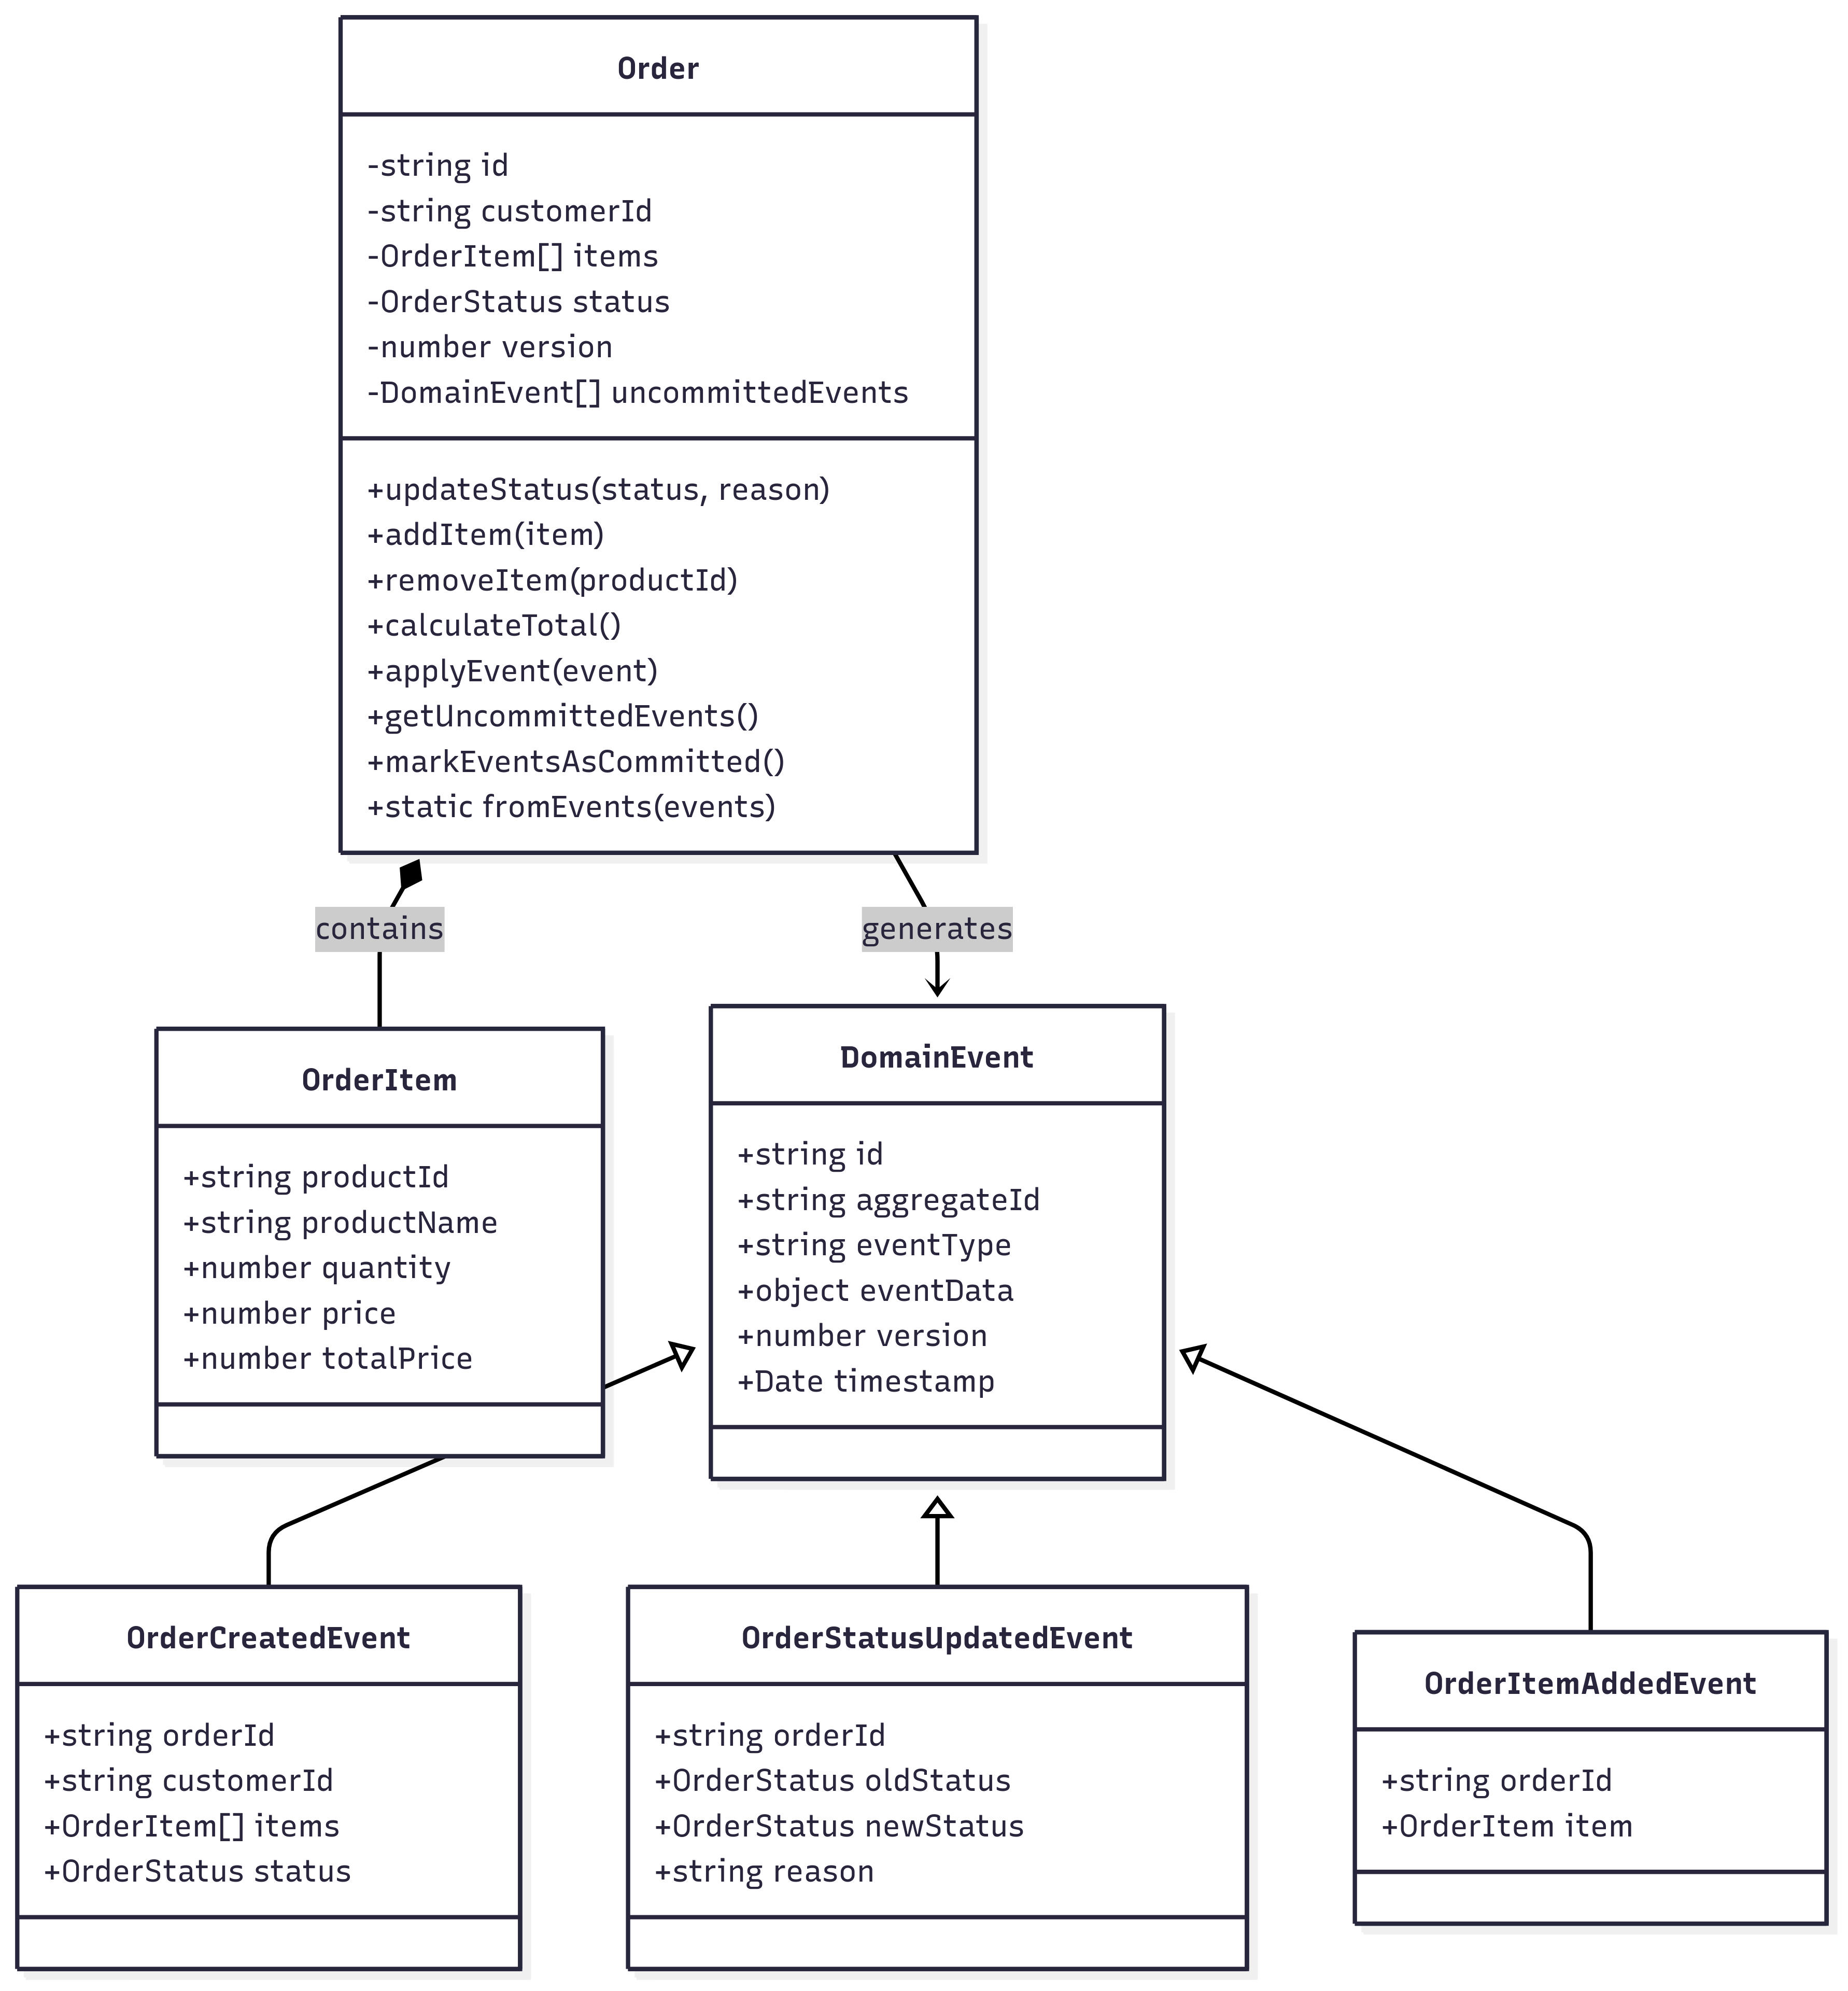 Order
-string id
-string customerId
-OrderItem[] items
-OrderStatus status
-number version
-DomainEvent[] uncommittedEvents
+updateStatus(status, reason)
+addItem(item)
+removeItem(productId)
+calculateTotal()
+applyEvent(event)
+getUncommittedEvents()
+markEventsAsCommitted()
+static fromEvents(events)
contains
generates
OrderItem
+string productId
+string productName
+number quantity
+number price
+number totalPrice
DomainEvent
+string id
+string aggregateId
+string eventType
+object eventData
+number version
+Date timestamp
OrderCreatedEvent
+string orderId
+string customerId
+OrderItem[] items
+OrderStatus status
OrderStatusUpdatedEvent
+string orderId
+OrderStatus oldStatus
+OrderStatus newStatus
+string reason
OrderItemAddedEvent
+string orderId
+OrderItem item